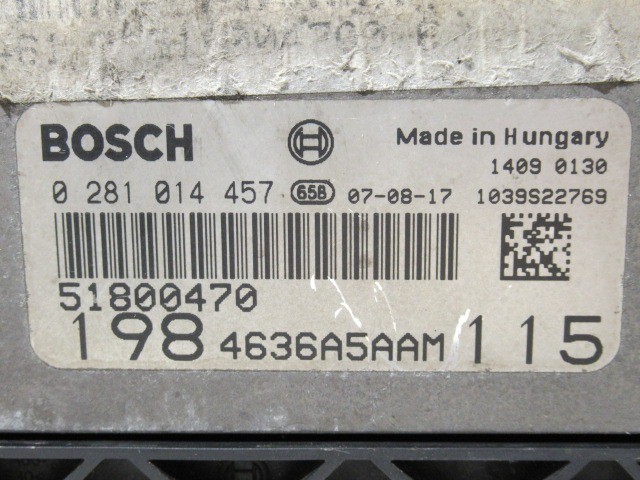 BOSCH Made in Hungary
1409 0130
0 281 014 457 658 07-08-17 1039S22769
51800470
198 4636A5AAM 115